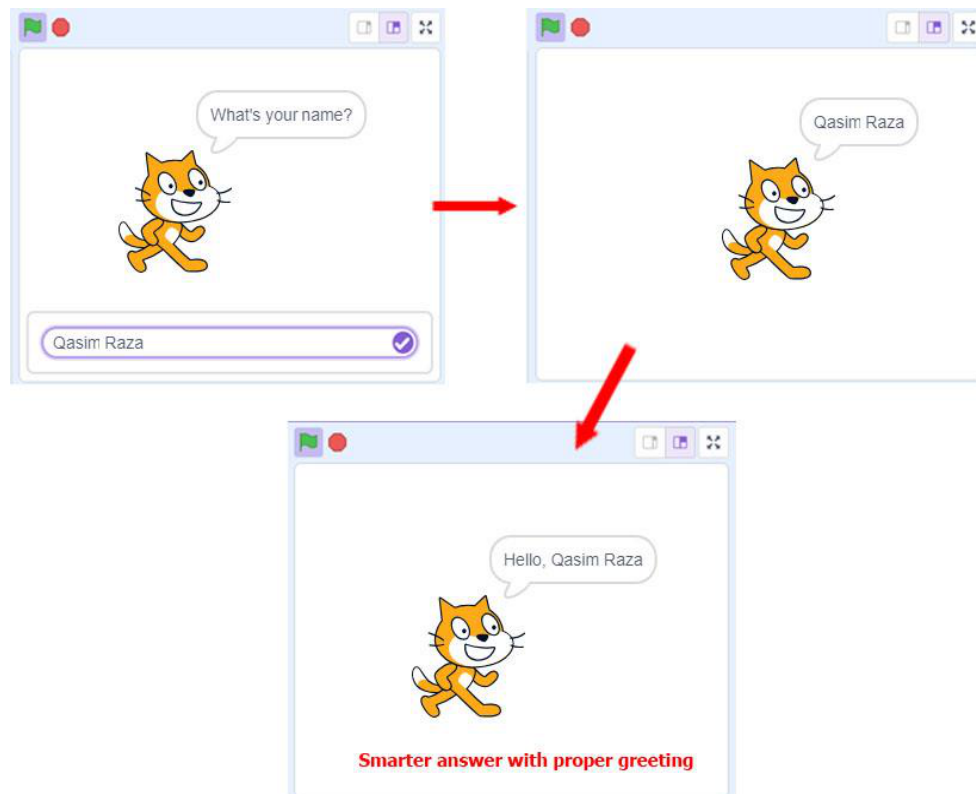 What's your name?
Qasim Raza
Qasim Raza
Hello, Qasim Raza
Smarter answer with proper greeting